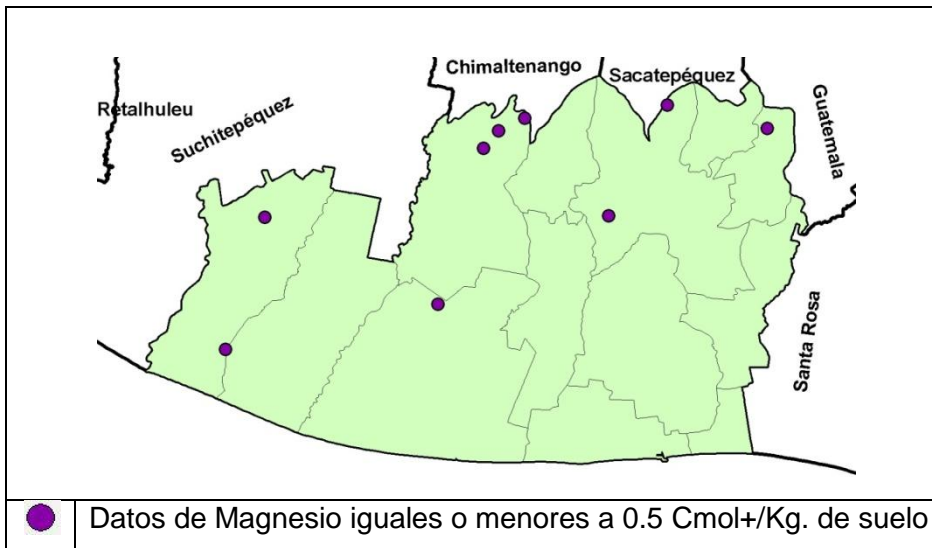 Chimaltenango
Sacatepéquez
Retalhuleu
Suchitepéquez
Guatemala
Santa Rosa
Datos de Magnesio iguales o menores a 0.5 Cmol+/Kg. de suelo